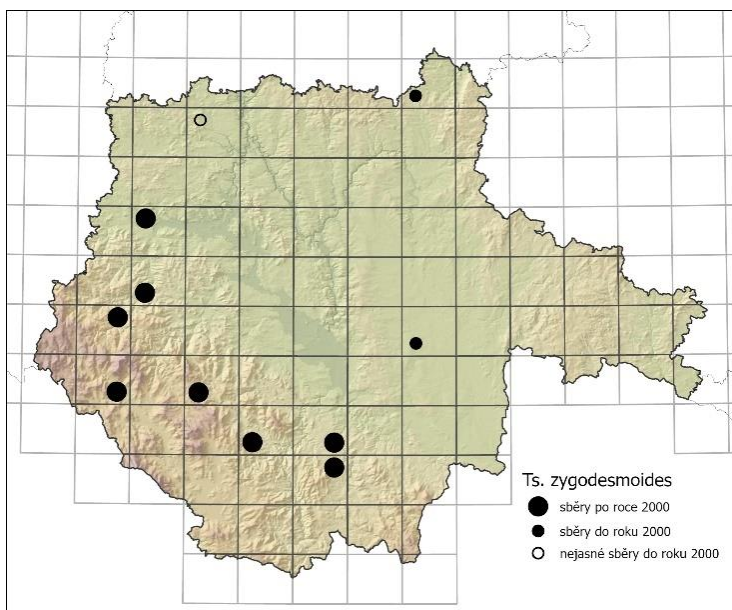 Ts. zygodesmoides
sběry po roce 2000
sběry do roku 2000
nejasné sběry do roku 2000